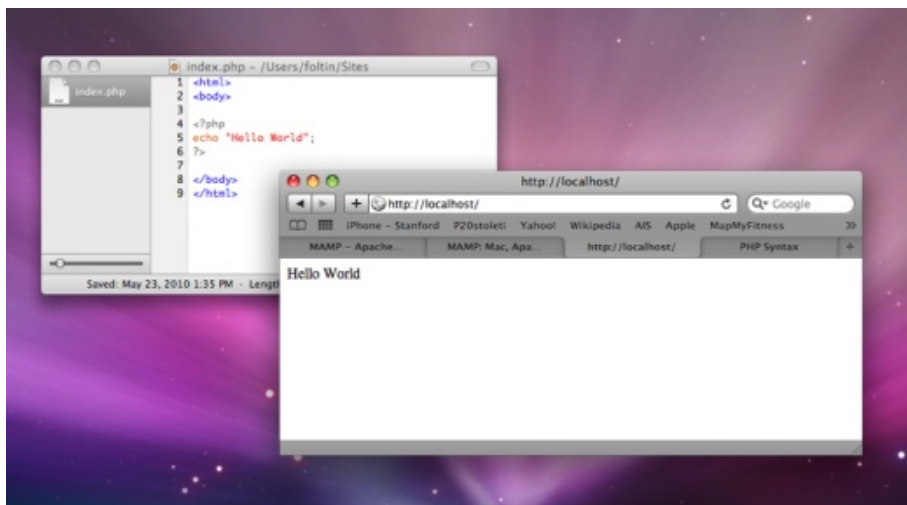 index.php – /Users/foltin/Sites
index.php
1 <html>
2 <body>
3
4 <?php
5 echo "Hello World";
6 ?>
7
8 </body>
9 </html>
Saved: May 23, 2010 1:35 PM - Length
http://localhost/
http://localhost/
Google
iPhone – Stanford P20stoleti Yahoo! Wikipedia AIS Apple MapMyFitness
MAMP – Apache... MAMP: Mac, Apa... http://localhost/ PHP Syntax
Hello World